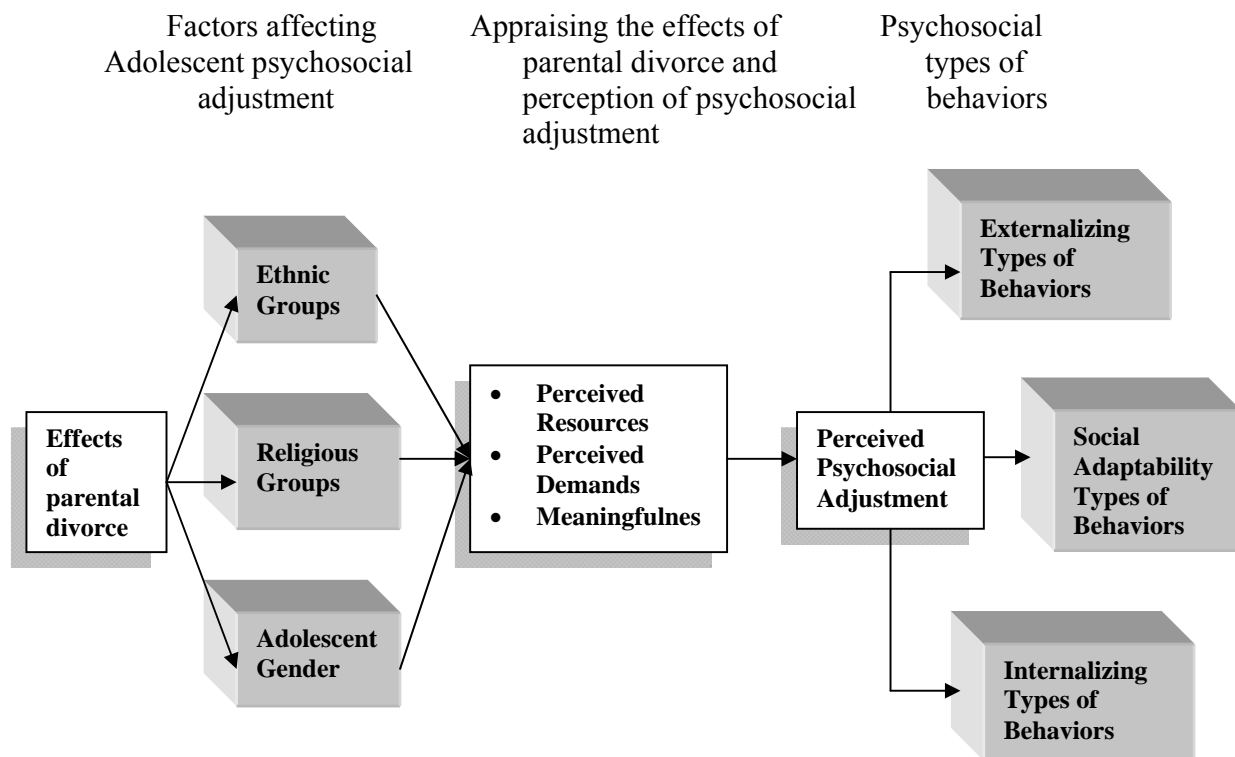 Factors affecting
Adolescent psychosocial
adjustment
Appraising the effects of
parental divorce and
perception of psychosocial
adjustment
Psychosocial
types of
behaviors
Effects
of
parental
divorce
Ethnic
Groups
Religious
Groups
Adolescent
Gender
• Perceived
Resources
• Perceived
Demands
• Meaningfulnes
Perceived
Psychosocial
Adjustment
Externalizing
Types of
Behaviors
Social
Adaptability
Types of
Behaviors
Internalizing
Types of
Behaviors